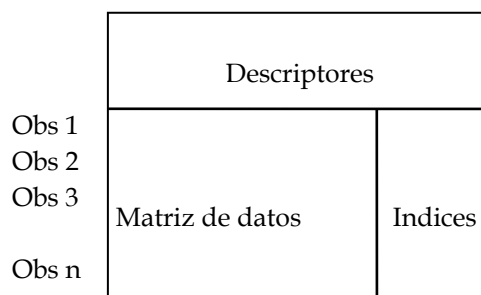 Descriptores
Obs 1
Obs 2
Obs 3
Matriz de datos Indices
Obs n